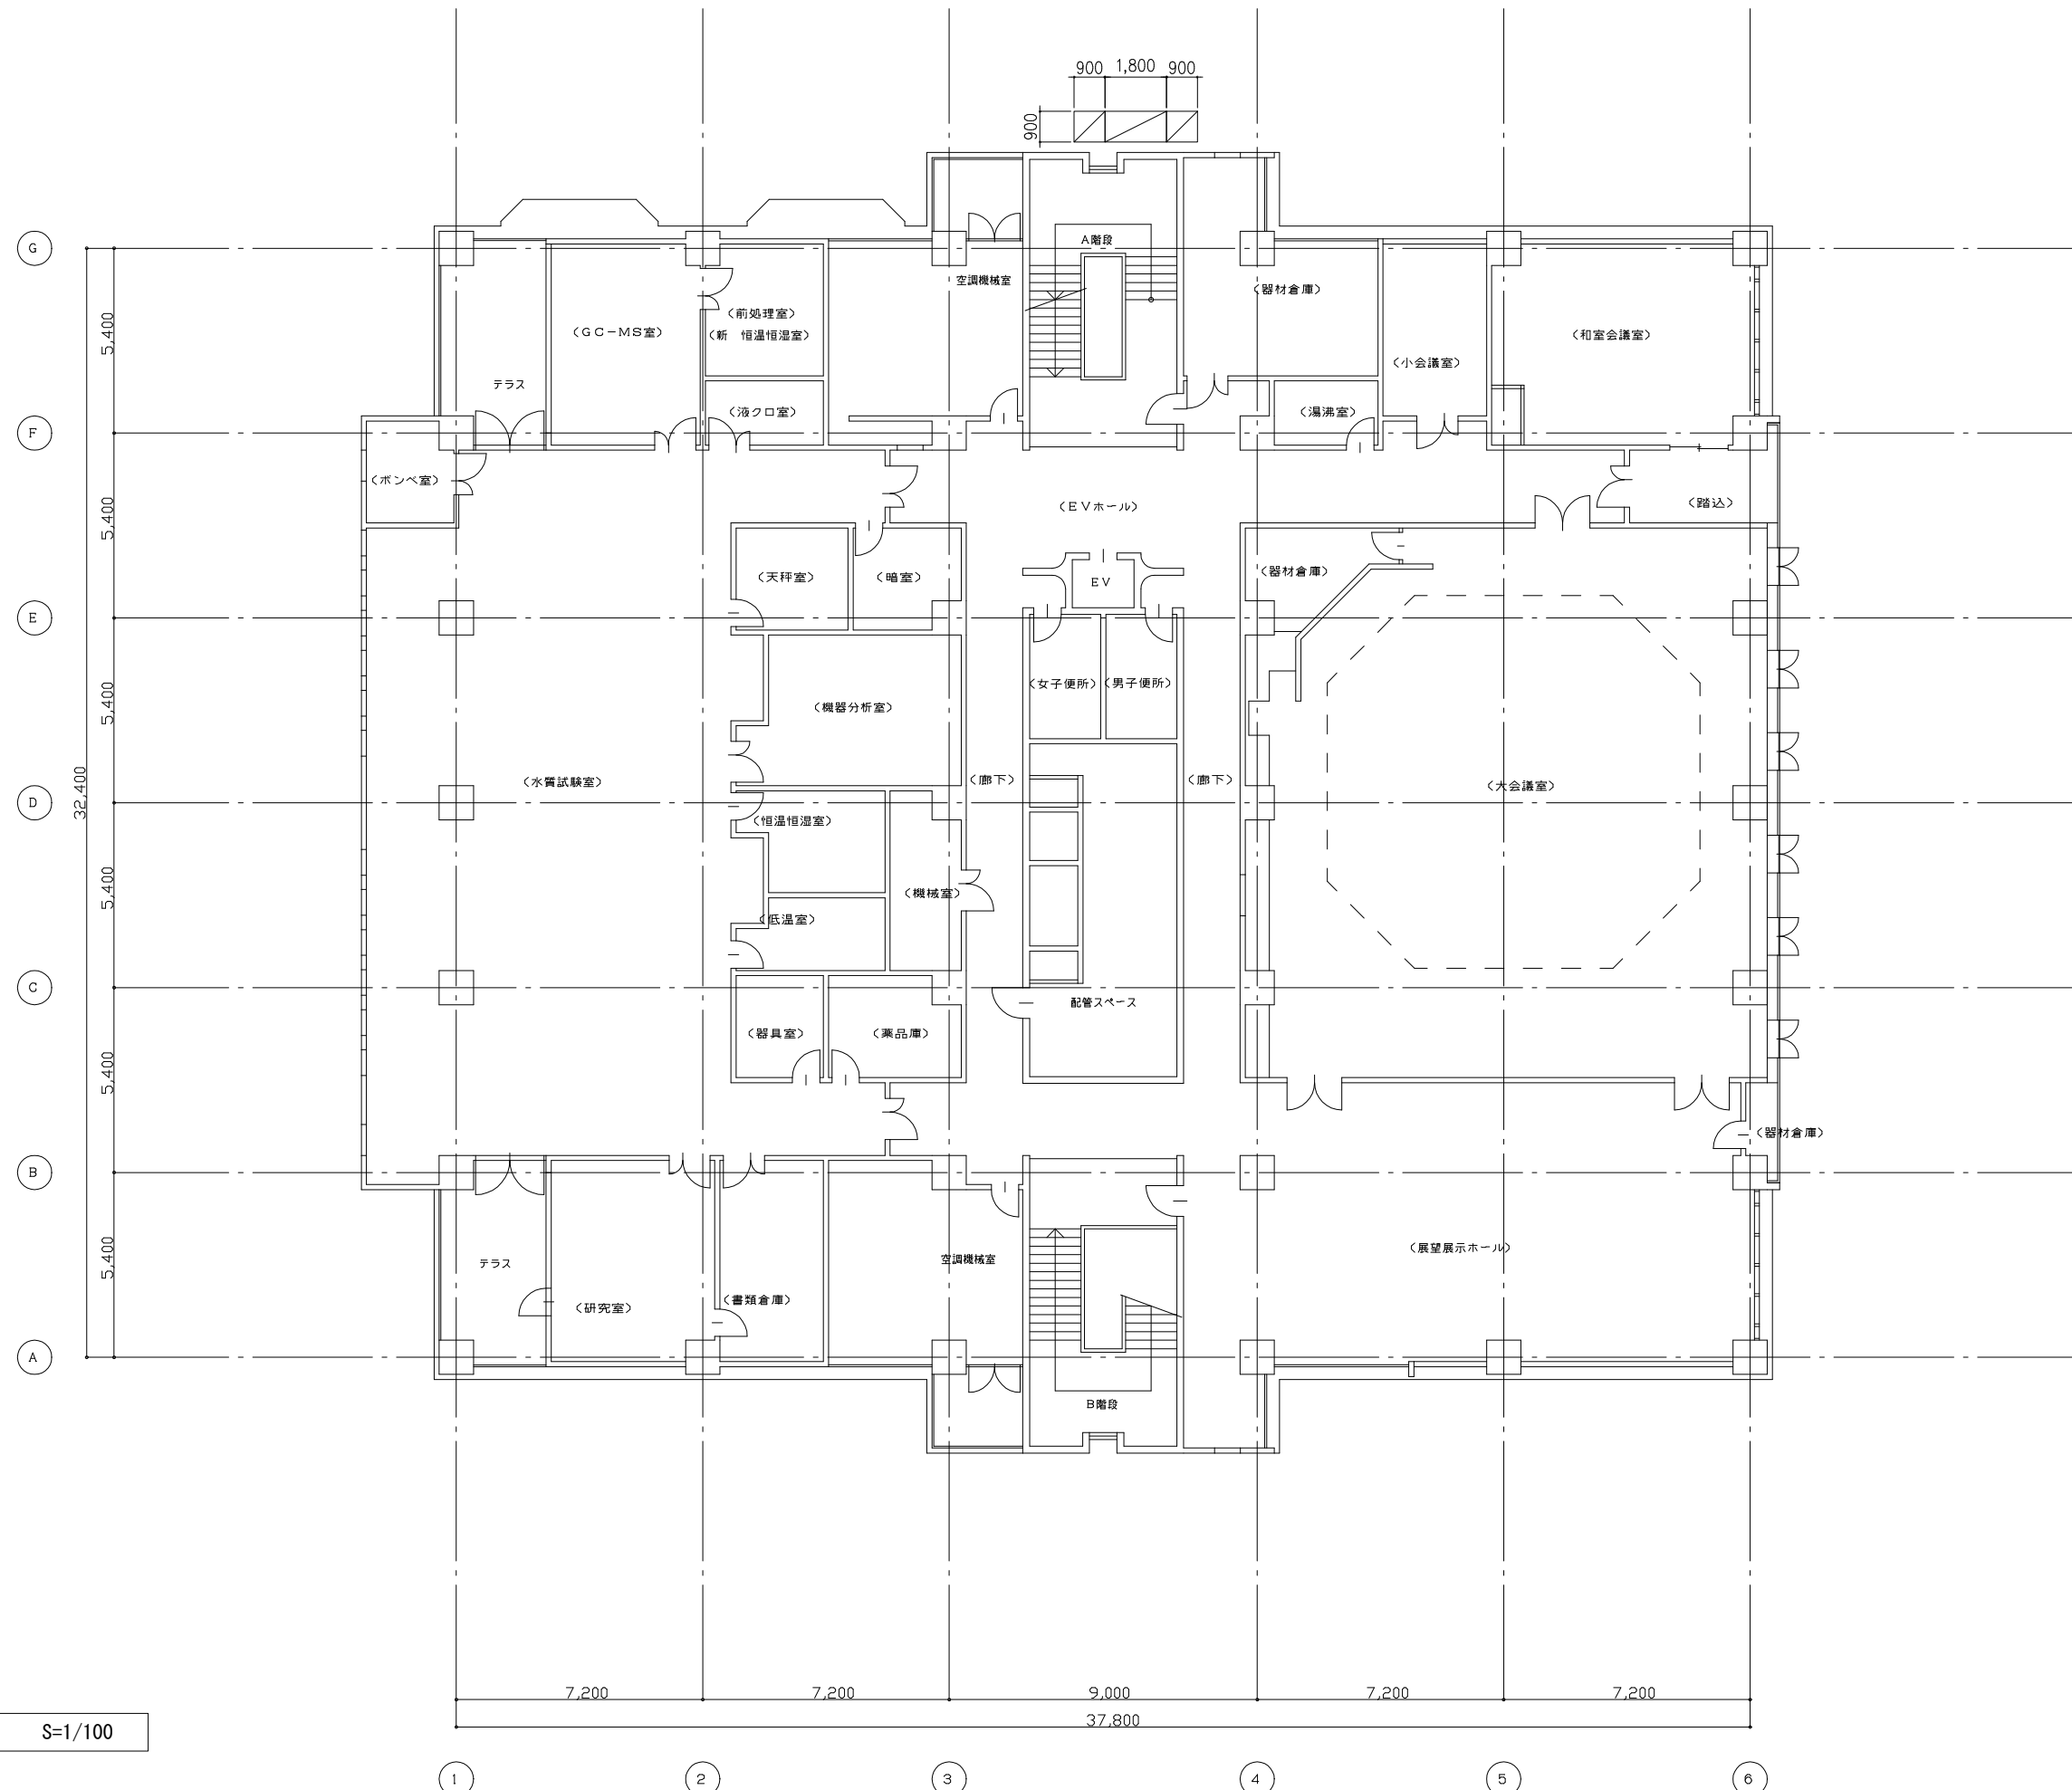 900 1,800 900
900
A階段
G
空調機械室
(器材倉庫)
(前処理室)
(GC-MS室)
(新 恒温恒湿室)
(和室会議室)
5,400
(小会議室)
テラス
(液クロ室)
(湯沸室)
F
(ボンベ室)
(踏込)
(EVホール)
5,400
(器材倉庫)
(天秤室)
(暗室)
EV
E
(女子便所)
(男子便所)
5,400
(機器分析室)
(水質試験室)
(廊下)
(廊下)
(大会議室)
32,400
D
(恒温恒湿室)
5,400
(機械室)
(低温室)
C
配管スペース
(器具室)
(薬品庫)
5,400
(器材倉庫)
B
(展望展示ホール)
5,400
テラス
空調機械室
(研究室)
(書類倉庫)
A
B階段
7,200 7,200 9,000 7,200 7,200
37,800
S=1/100
1 2 3 4 5 6